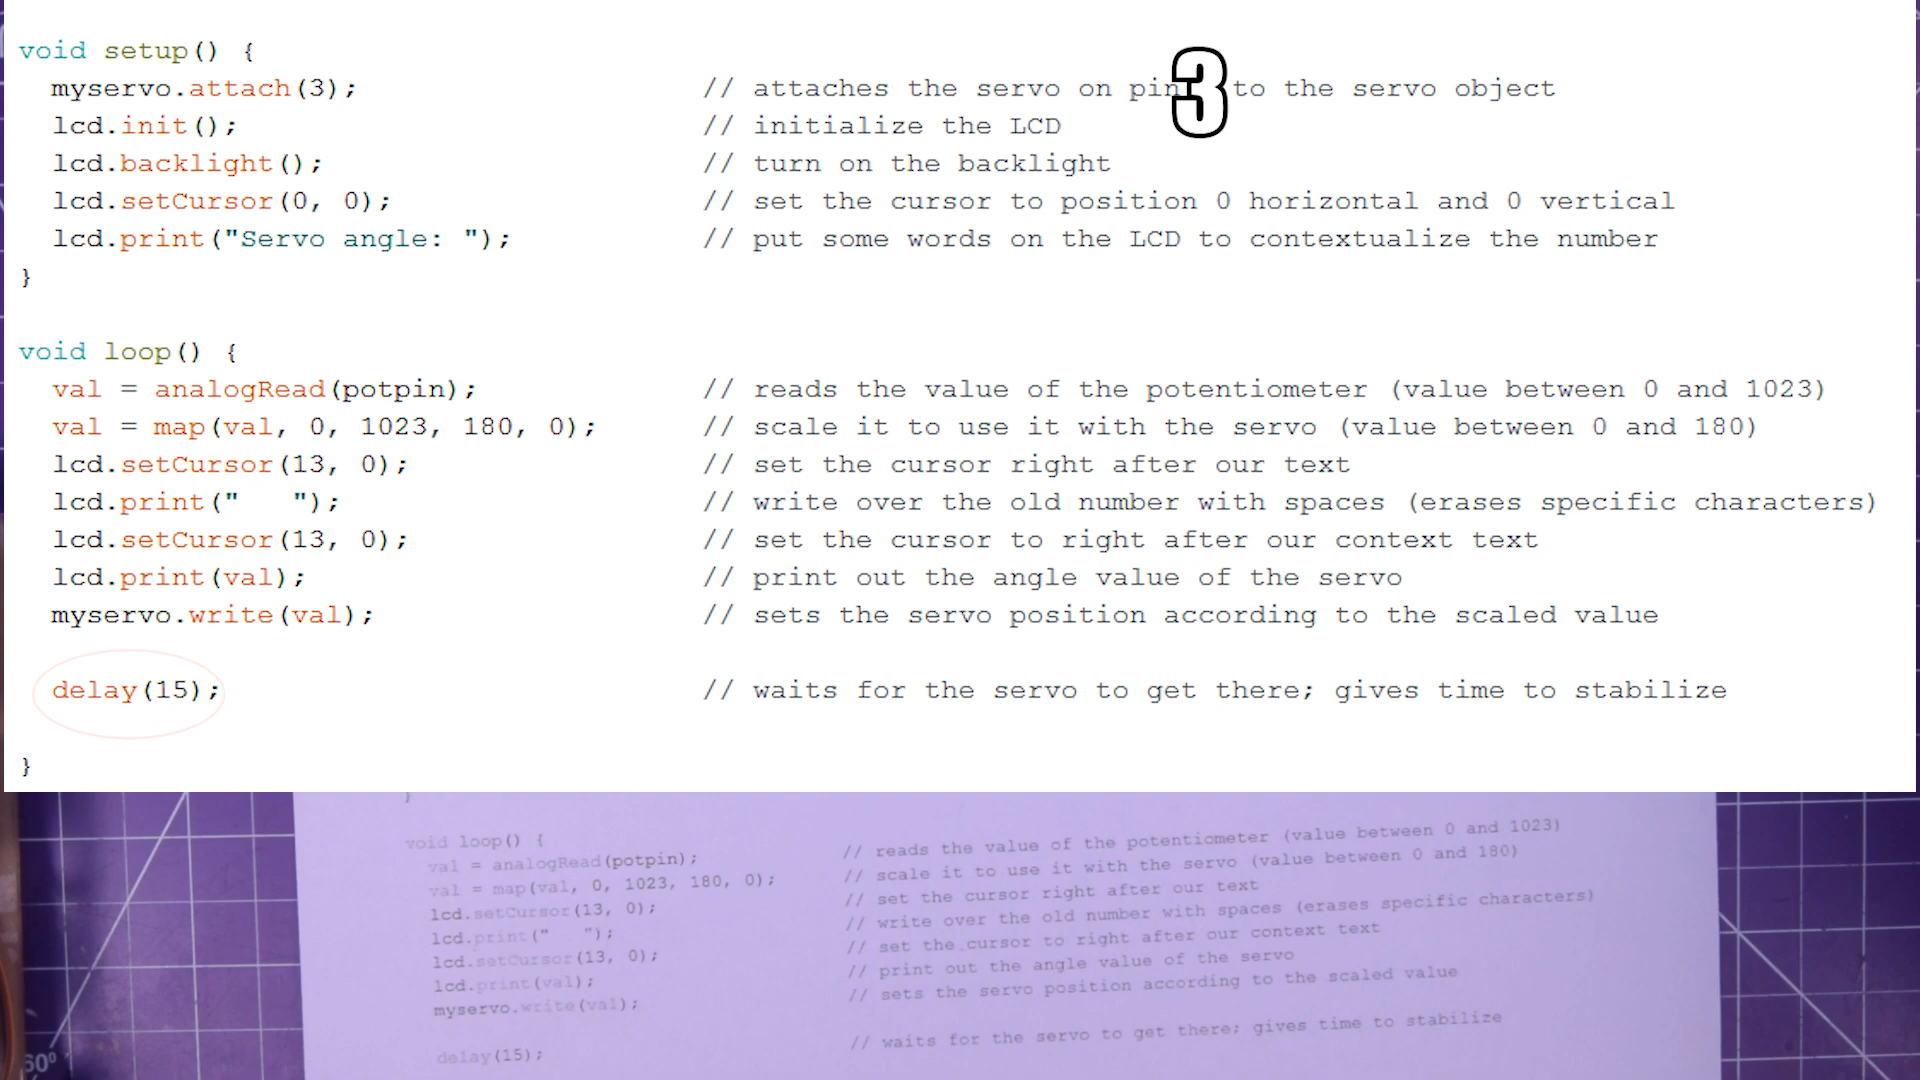 void setup() {
myservo.attach(3); // attaches the servo on pin 3 to the servo object
lcd.init(); // initialize the LCD
lcd.backlight(); // turn on the backlight
lcd.setCursor(0, 0); // set the cursor to position 0 horizontal and 0 vertical
lcd.print("Servo angle: "); // put some words on the LCD to contextualize the number
}
void loop() {
val = analogRead(potpin); // reads the value of the potentiometer (value between 0 and 1023)
val = map(val, 0, 1023, 180, 0); // scale it to use it with the servo (value between 0 and 180)
lcd.setCursor(13, 0); // set the cursor right after our text
lcd.print("   "); // write over the old number with spaces (erases specific characters)
lcd.setCursor(13, 0); // set the cursor to right after our context text
lcd.print(val); // print out the angle value of the servo
myservo.write(val); // sets the servo position according to the scaled value
delay(15); // waits for the servo to get there; gives time to stabilize
}
}
void loop() {
val = analogRead(potpin); // reads the value of the potentiometer (value between 0 and 1023)
val = map(val, 0, 1023, 180, 0); // scale it to use it with the servo (value between 0 and 180)
lcd.setCursor(13, 0); // set the cursor right after our text
lcd.print("   "); // write over the old number with spaces (erases specific characters)
lcd.setCursor(13, 0); // set the cursor to right after our context text
lcd.print(val); // print out the angle value of the servo
myservo.write(val); // sets the servo position according to the scaled value
delay(15); // waits for the servo to get there; gives time to stabilize
60°